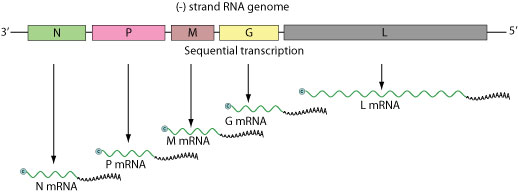 (-) strand RNA genome
3' N P M G L 5'
Sequential transcription
L mRNA
G mRNA
M mRNA
P mRNA
N mRNA